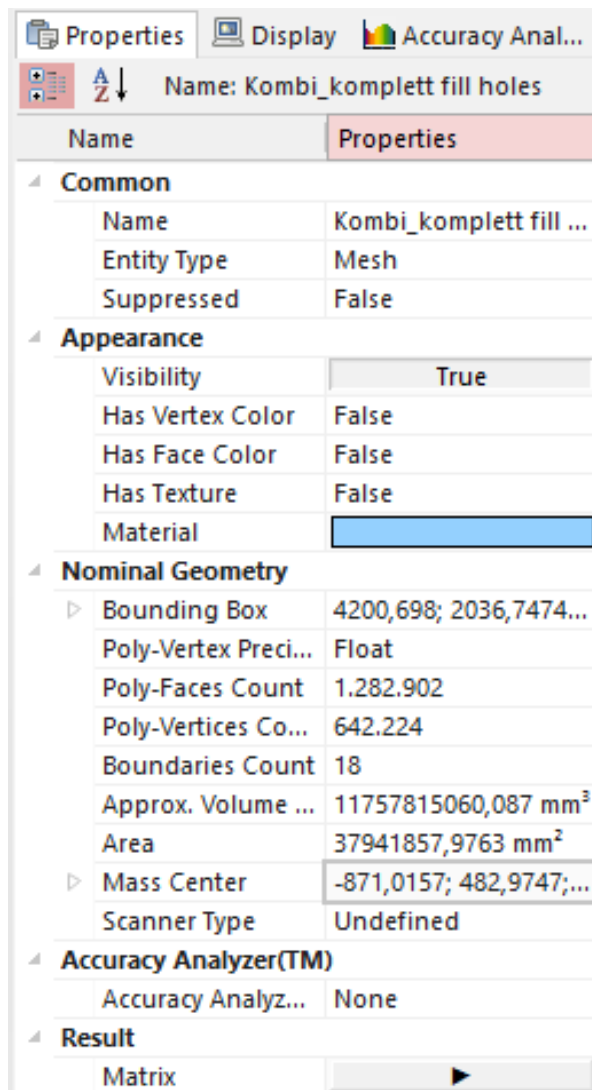 Properties Display Accuracy Anal...
Name: Kombi_komplett fill holes
Name Properties
Common
Name Kombi_komplett fill ...
Entity Type Mesh
Suppressed False
Appearance
Visibility True
Has Vertex Color False
Has Face Color False
Has Texture False
Material
Nominal Geometry
Bounding Box 4200,698; 2036,7474...
Poly-Vertex Preci... Float
Poly-Faces Count 1.282.902
Poly-Vertices Co... 642.224
Boundaries Count 18
Approx. Volume ... 11757815060,087 mm³
Area 37941857,9763 mm²
Mass Center -871,0157; 482,9747;...
Scanner Type Undefined
Accuracy Analyzer(TM)
Accuracy Analyz... None
Result
Matrix